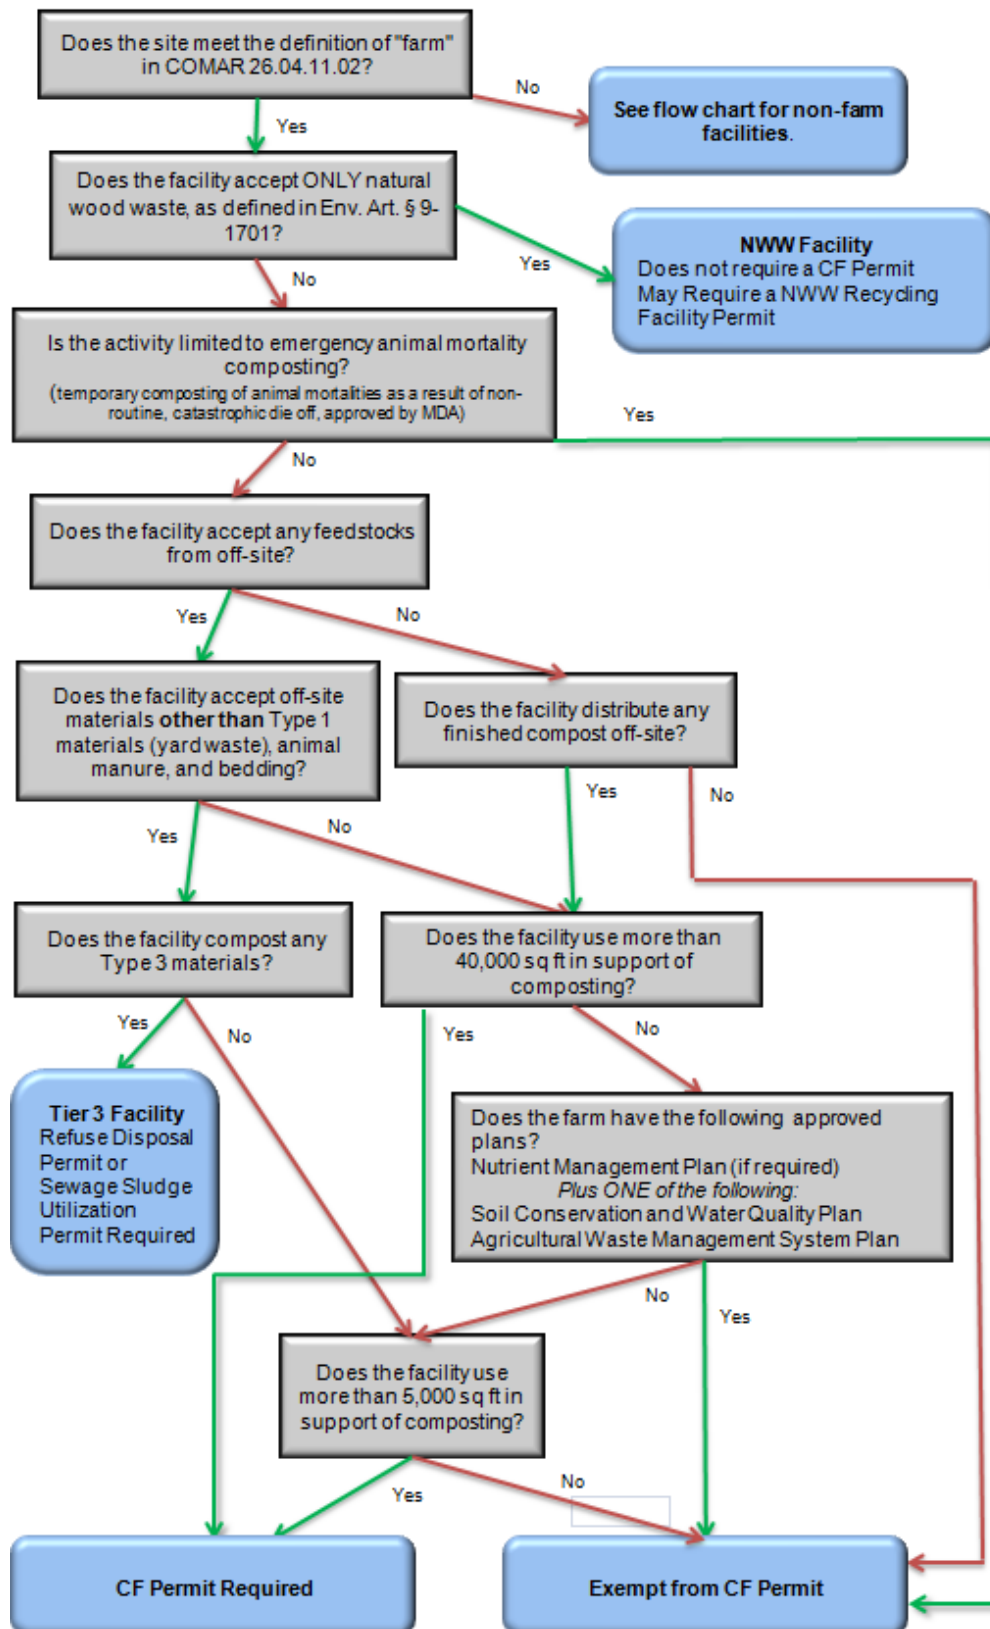 Does the site meet the definition of "farm"
in COMAR 26.04.11.02?
No
See flow chart for non-farm
facilities.
Yes
Does the facility accept ONLY natural
wood waste, as defined in Env. Art. § 9-
1701?
Yes
NWW Facility
Does not require a CF Permit
May Require a NWW Recycling
Facility Permit
No
Is the activity limited to emergency animal mortality
composting?
(temporary composting of animal mortalities as a result of non-
routine, catastrophic die off, approved by MDA)
Yes
No
Does the facility accept any feedstocks
from off-site?
Yes
No
Does the facility accept off-site
materials other than Type 1
materials (yard waste), animal
manure, and bedding?
Does the facility distribute any
finished compost off-site?
Yes
No
Yes
No
Does the facility compost any
Type 3 materials?
Does the facility use more than
40,000 sq ft in support of
composting?
Yes
No
Yes
No
Tier 3 Facility
Refuse Disposal
Permit or
Sewage Sludge
Utilization
Permit Required
Does the farm have the following approved
plans?
Nutrient Management Plan (if required)
Plus ONE of the following:
Soil Conservation and Water Quality Plan
Agricultural Waste Management System Plan
No
Yes
Does the facility use
more than 5,000 sq ft in
support of composting?
Yes
No
CF Permit Required
Exempt from CF Permit